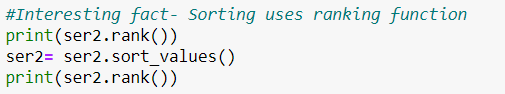 #Interesting fact- Sorting uses ranking function
print(ser2.rank())
ser2= ser2.sort_values()
print(ser2.rank())